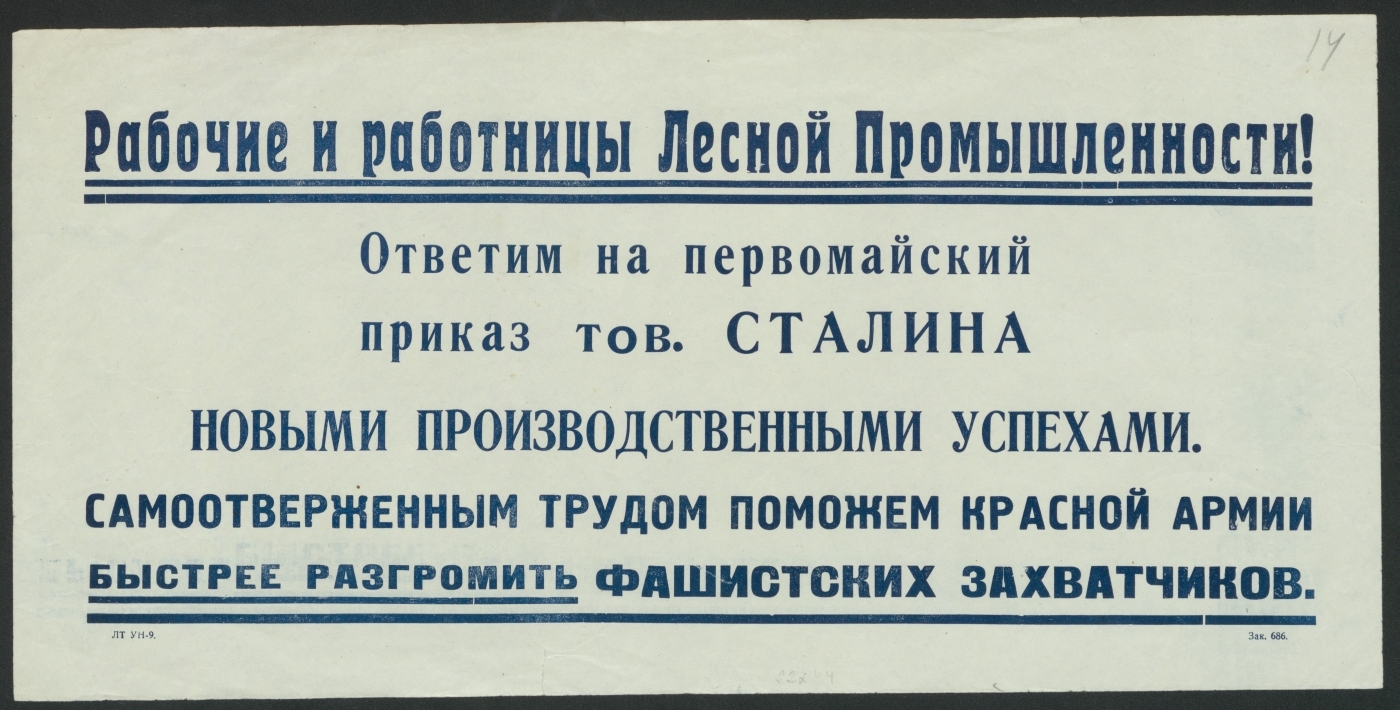 14
Рабочие и работницы Лесной Промышленности!
Ответим на первомайский
приказ тов. СТАЛИНА
НОВЫМИ ПРОИЗВОДСТВЕННЫМИ УСПЕХАМИ.
САМООТВЕРЖЕННЫМ ТРУДОМ ПОМОЖЕМ КРАСНОЙ АРМИИ
БЫСТРЕЕ РАЗГРОМИТЬ ФАШИСТСКИХ ЗАХВАТЧИКОВ.
ЛТ УН-9. Зак. 686.